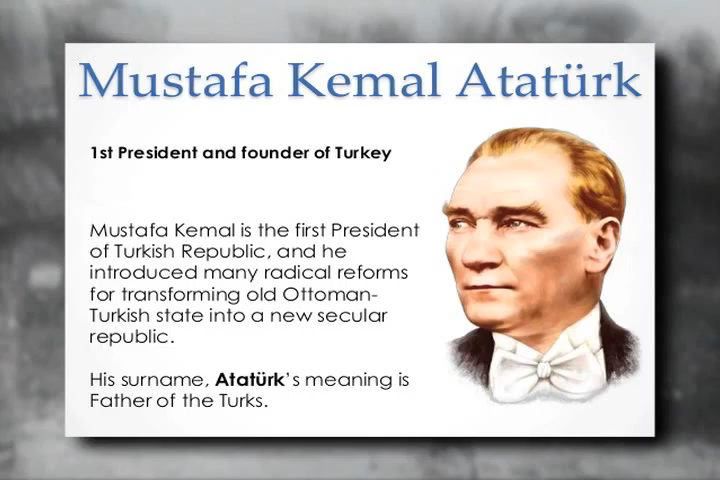 Mustafa Kemal Atatürk
1st President and founder of Turkey
Mustafa Kemal is the first President
of Turkish Republic, and he
introduced many radical reforms
for transforming old Ottoman-
Turkish state into a new secular
republic.
His surname, Atatürk's meaning is
Father of the Turks.